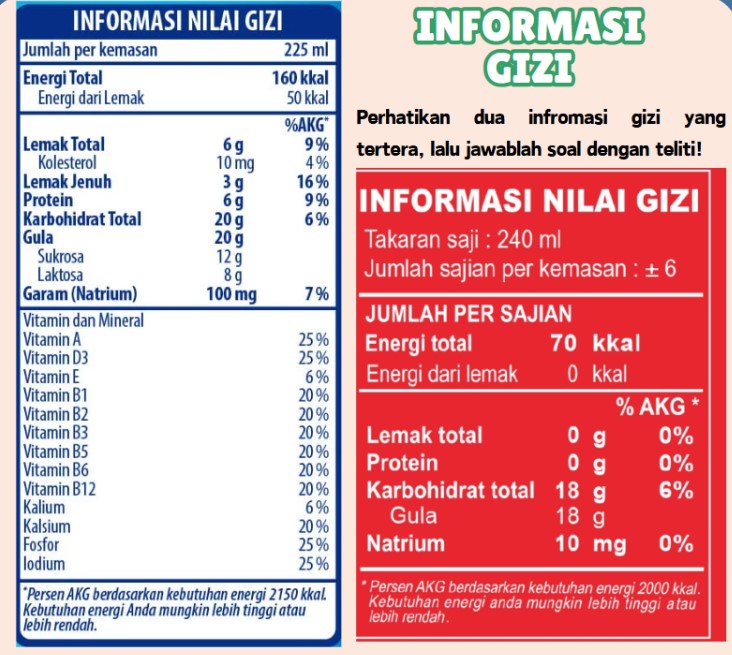 INFORMASI NILAI GIZI
Jumlah per kemasan 225 ml
Energi Total 160 kkal
Energi dari Lemak 50 kkal
%AKG*
Lemak Total 6 g 9 %
Kolesterol 10 mg 4 %
Lemak Jenuh 3 g 16 %
Protein 6 g 9 %
Karbohidrat Total 20 g 6 %
Gula 20 g
Sukrosa 12 g
Laktosa 8 g
Garam (Natrium) 100 mg 7 %
Vitamin dan Mineral
Vitamin A 25 %
Vitamin D3 25 %
Vitamin E 6 %
Vitamin B1 20 %
Vitamin B2 20 %
Vitamin B3 20 %
Vitamin B5 20 %
Vitamin B6 20 %
Vitamin B12 20 %
Kalium 6 %
Kalsium 20 %
Fosfor 25 %
Iodium 25 %
*Persen AKG berdasarkan kebutuhan energi 2150 kkal.
Kebutuhan energi Anda mungkin lebih tinggi atau
lebih rendah.
INFORMASI
GIZI
Perhatikan dua infromasi gizi yang
tertera, lalu jawablah soal dengan teliti!
INFORMASI NILAI GIZI
Takaran saji : 240 ml
Jumlah sajian per kemasan : ± 6
JUMLAH PER SAJIAN
Energi total 70 kkal
Energi dari lemak 0 kkal
% AKG *
Lemak total 0 g 0%
Protein 0 g 0%
Karbohidrat total 18 g 6%
Gula 18 g
Natrium 10 mg 0%
* Persen AKG berdasarkan kebutuhan energi 2000 kkal.
Kebutuhan energi anda mungkin lebih tinggi atau
lebih rendah.